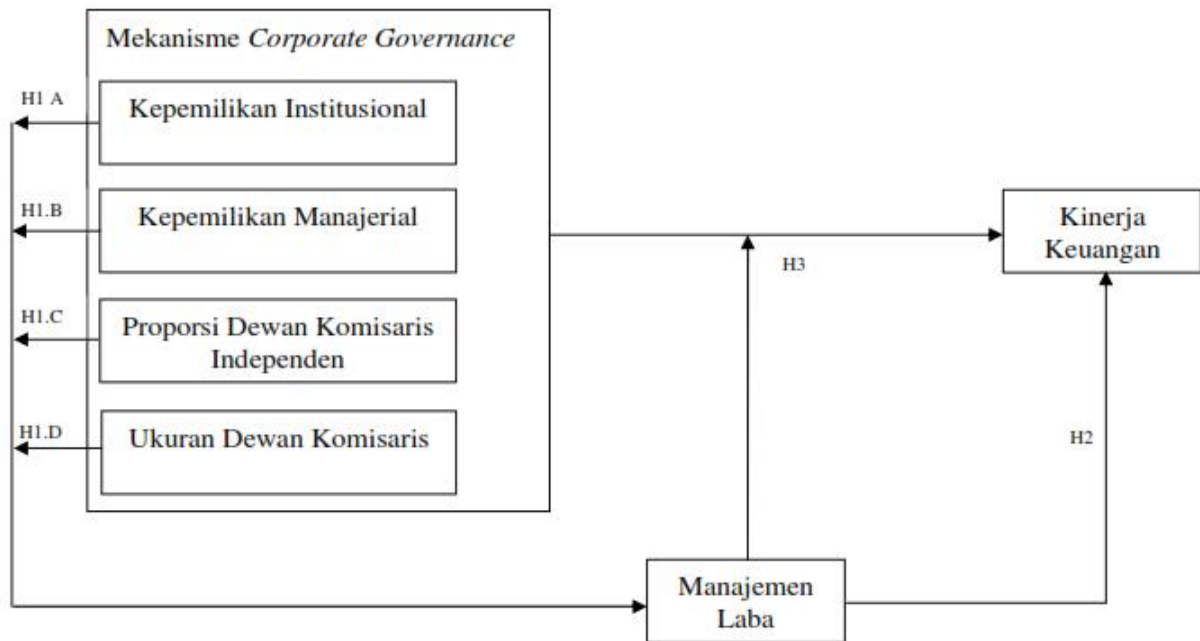 Mekanisme Corporate Governance
H1 A
Kepemilikan Institusional
H1.B
Kepemilikan Manajerial
H1.C
Proporsi Dewan Komisaris
Independen
H1.D
Ukuran Dewan Komisaris
H3
Kinerja
Keuangan
H2
Manajemen
Laba